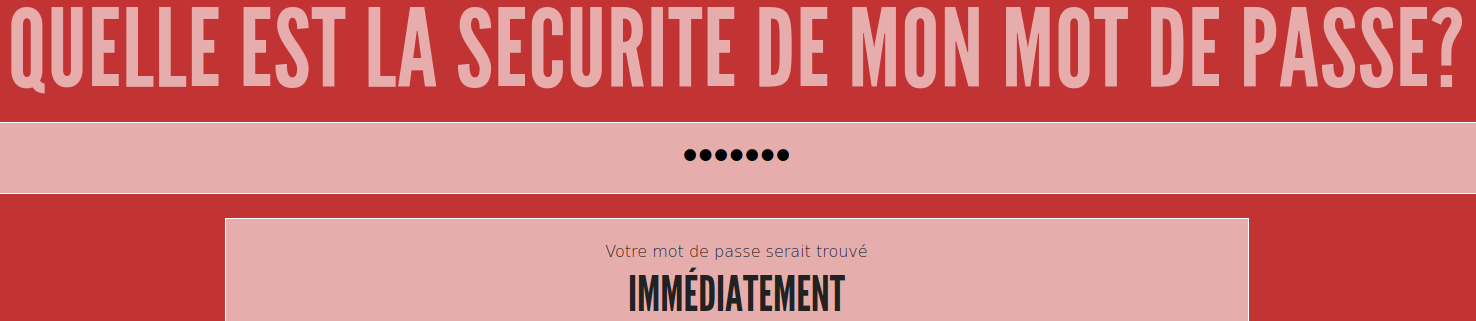 QUELLE EST LA SECURITE DE MON MOT DE PASSE?
•••••••
Votre mot de passe serait trouvé
IMMÉDIATEMENT